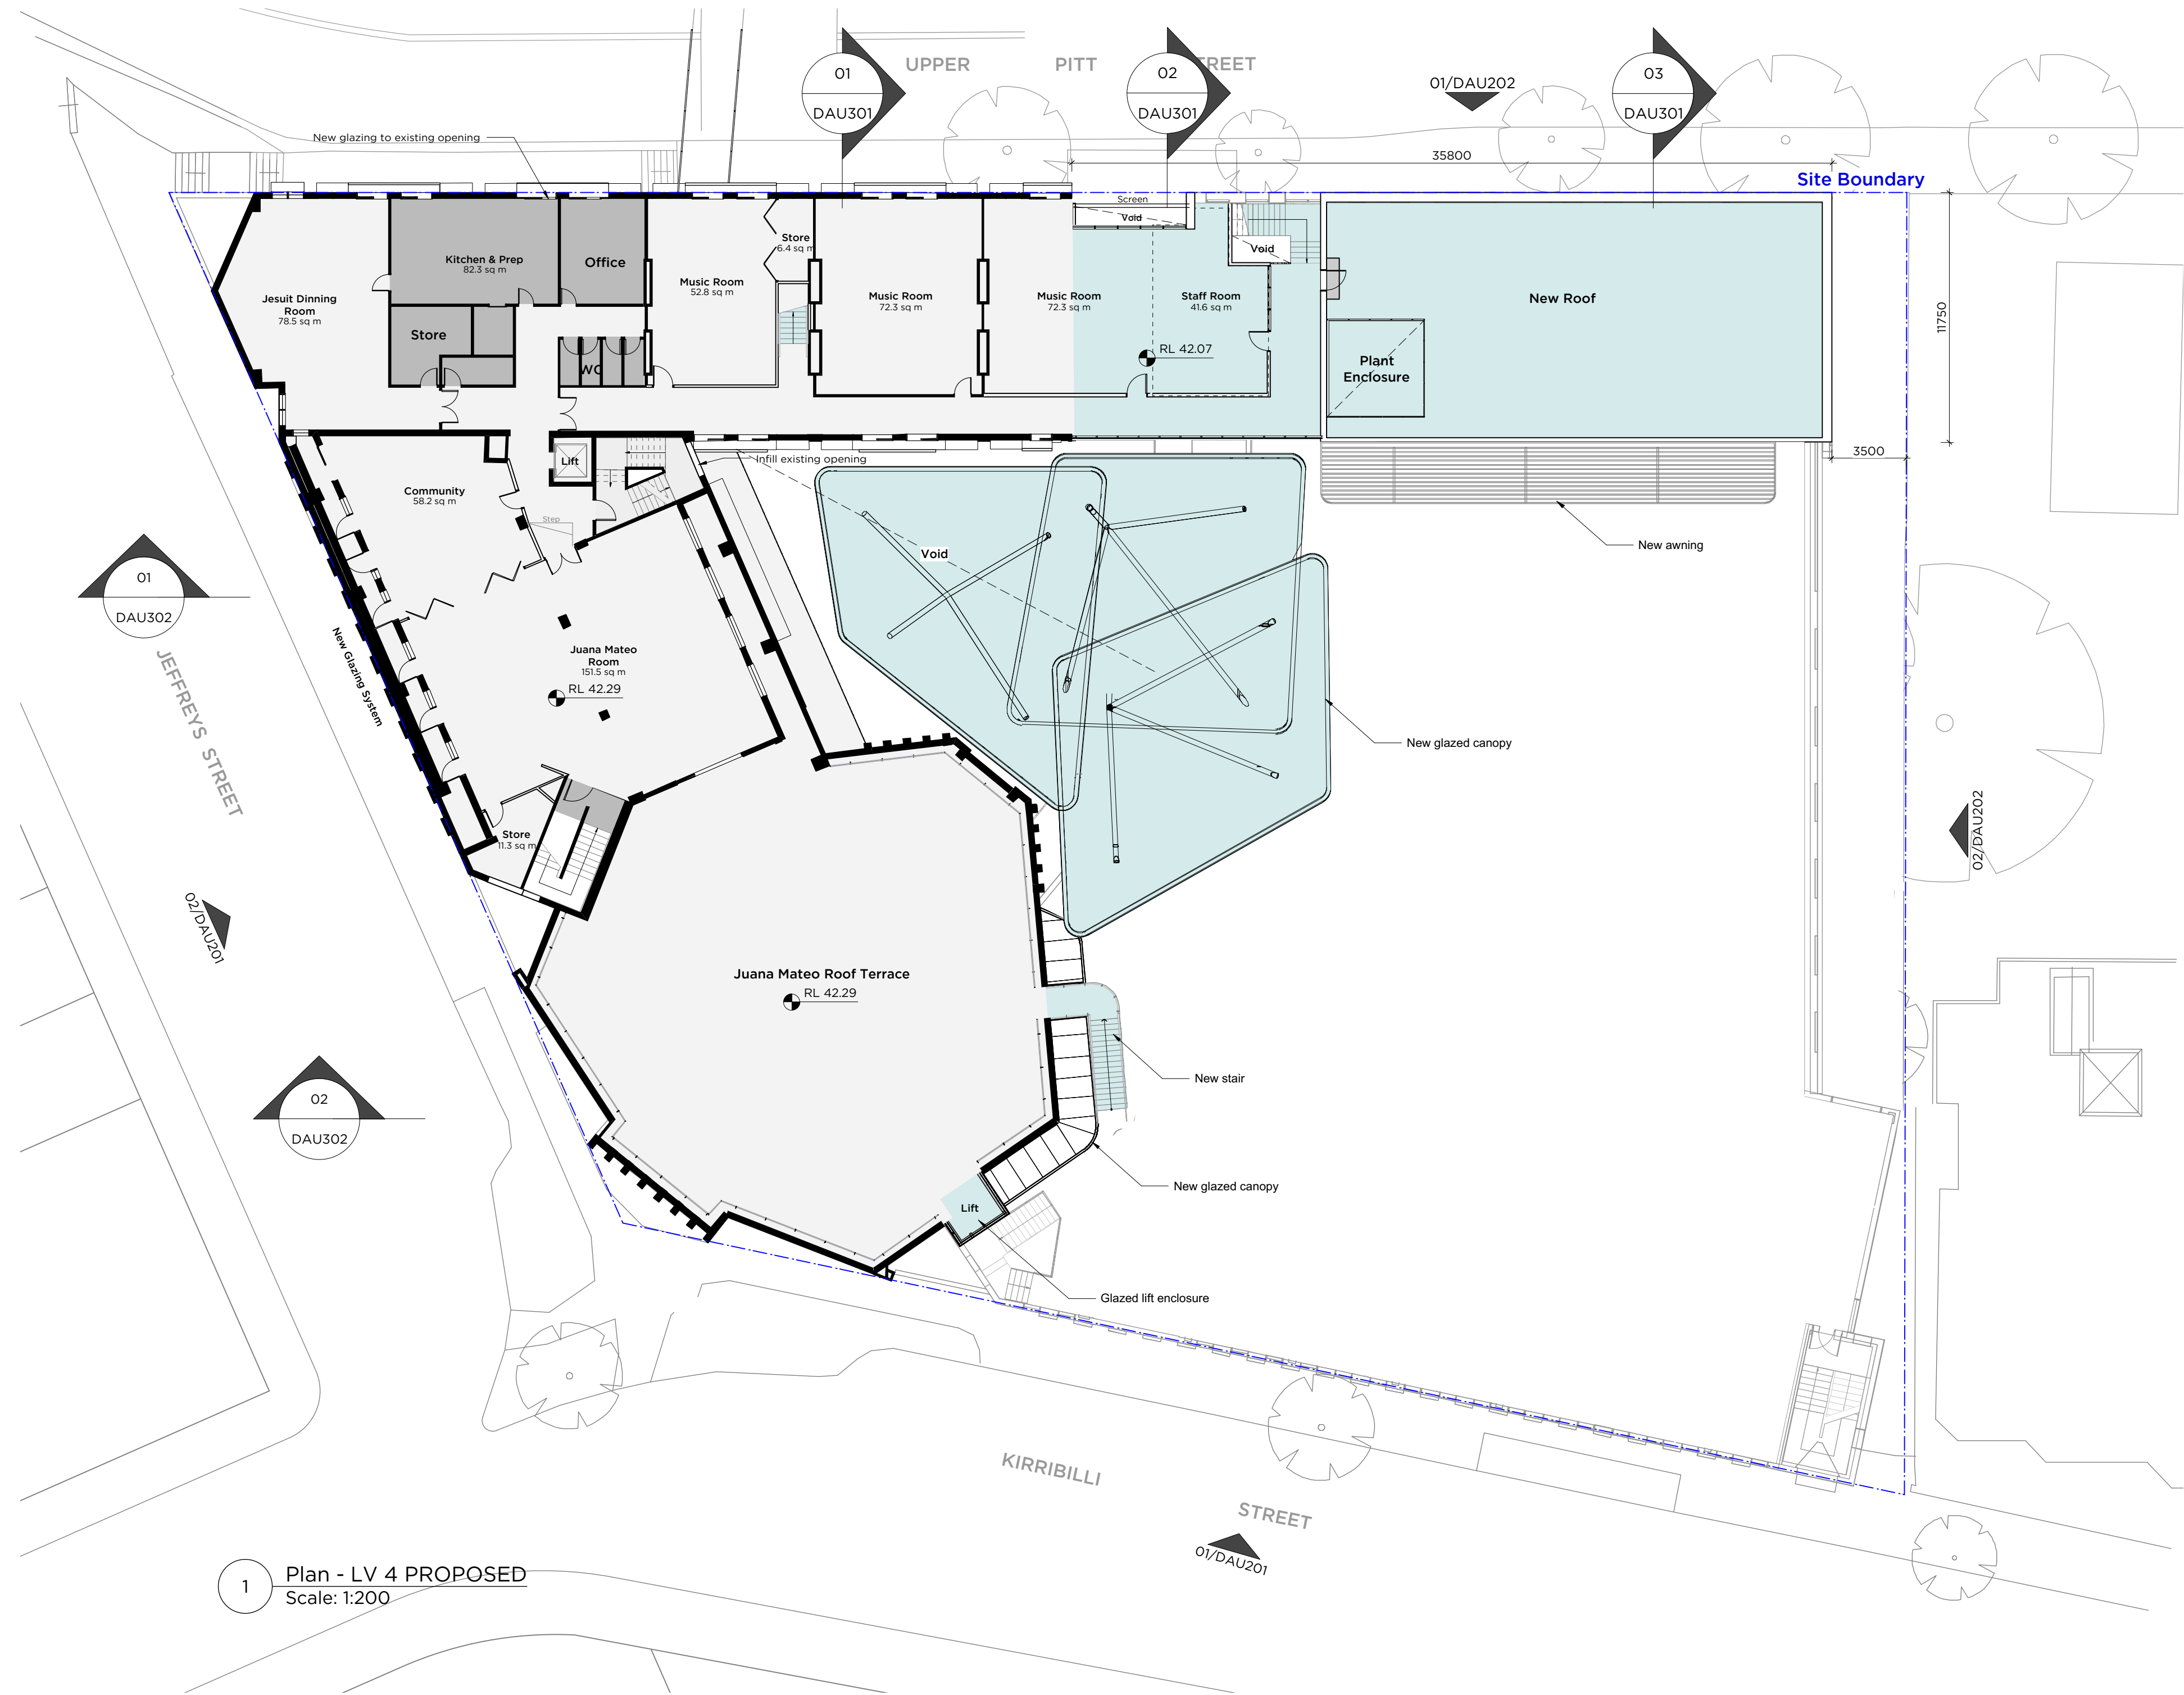 UPPER PITT STREET
01
DAU301
02
DAU301
01/DAU202
03
DAU301
New glazing to existing opening
35800
Site Boundary
Screen
Void
Store
6.4 sq m
Kitchen & Prep
82.3 sq m
Office
Void
Music Room
52.8 sq m
Jesuit Dinning
Room
78.5 sq m
Music Room
72.3 sq m
Music Room
72.3 sq m
Staff Room
41.6 sq m
New Roof
11750
Store
RL 42.07
WC
Plant
Enclosure
3500
Lift
Infill existing opening
Community
58.2 sq m
Step
Void
New awning
01
DAU302
New Glazing System
JEFFREYS STREET
Juana Mateo
Room
151.5 sq m
RL 42.29
New glazed canopy
Store
11.3 sq m
02/DAU202
02/DAU201
Juana Mateo Roof Terrace
RL 42.29
New stair
02
DAU302
New glazed canopy
Lift
Glazed lift enclosure
KIRRIBILLI STREET
01/DAU201
1
Plan - LV 4 PROPOSED
Scale: 1:200